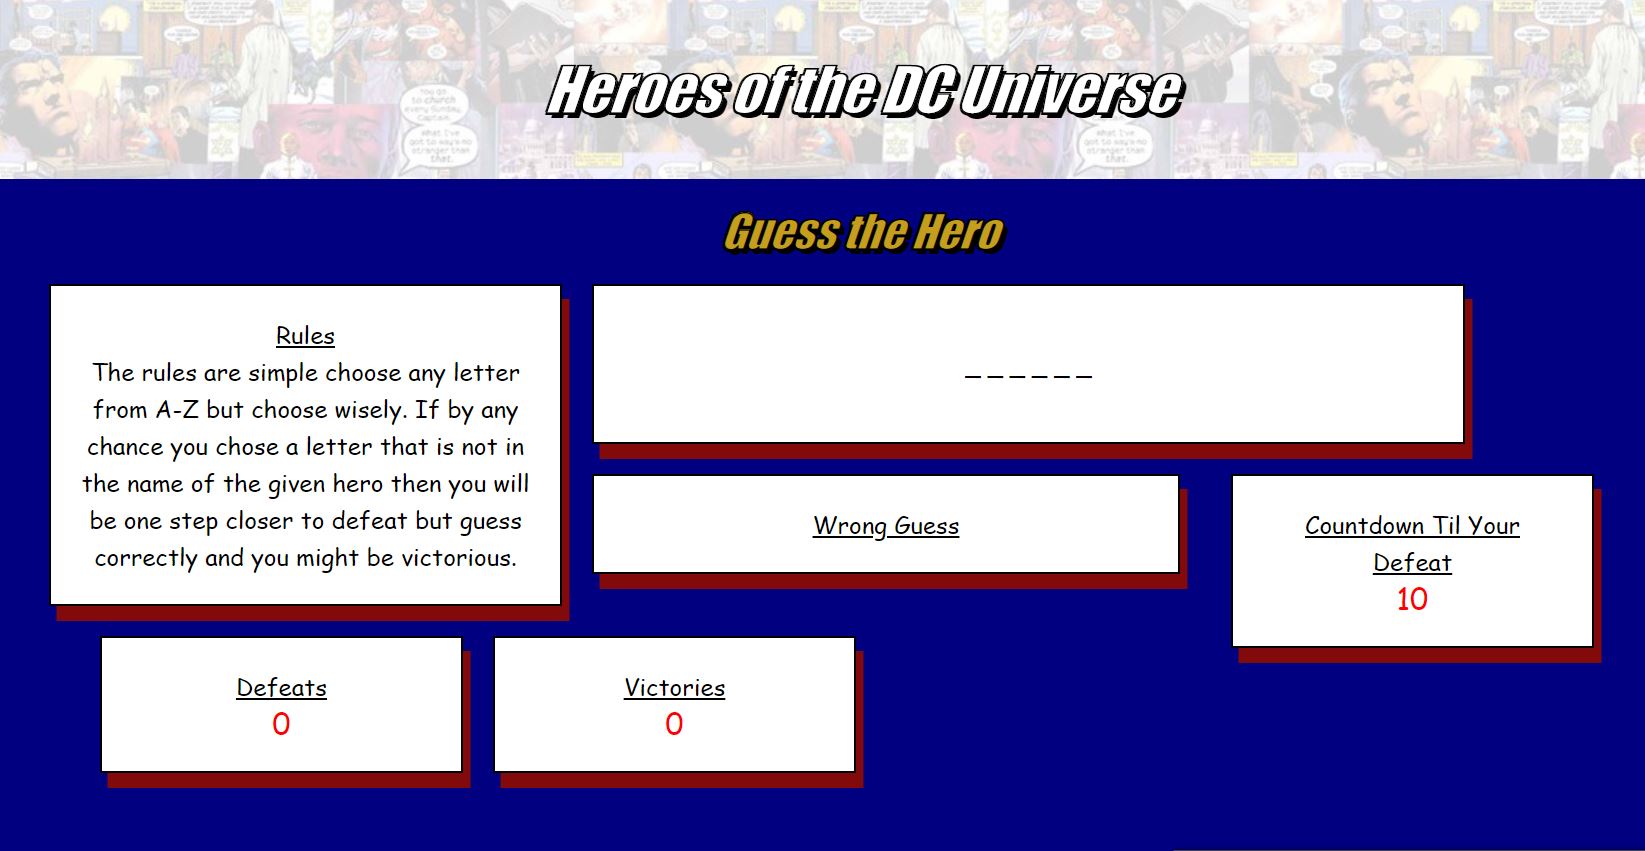 Heroes of the DC Universe
Guess the Hero
Rules
The rules are simple choose any letter
from A-Z but choose wisely. If by any
chance you chose a letter that is not in
the name of the given hero then you will
be one step closer to defeat but guess
correctly and you might be victorious.
_ _ _ _ _ _
Wrong Guess
Countdown Til Your
Defeat
10
Defeats
0
Victories
0